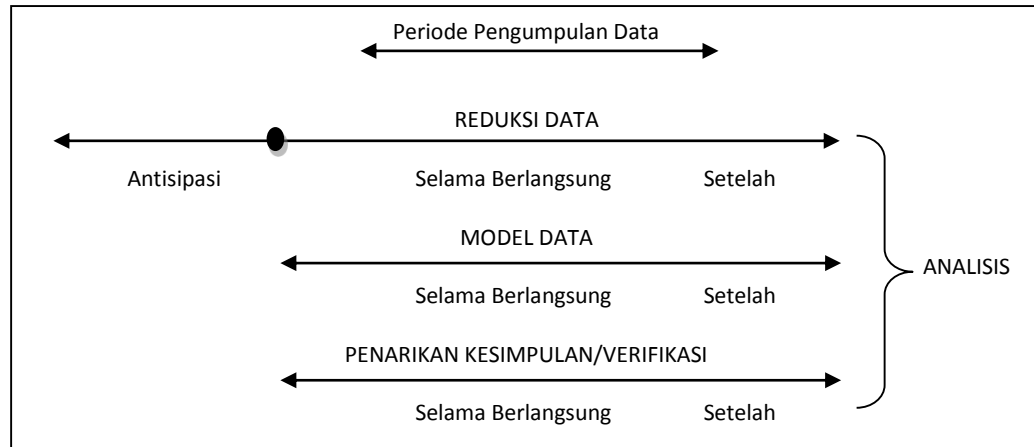 Periode Pengumpulan Data
REDUKSI DATA
Antisipasi Selama Berlangsung Setelah
MODEL DATA
Selama Berlangsung Setelah
ANALISIS
PENARIKAN KESIMPULAN/VERIFIKASI
Selama Berlangsung Setelah